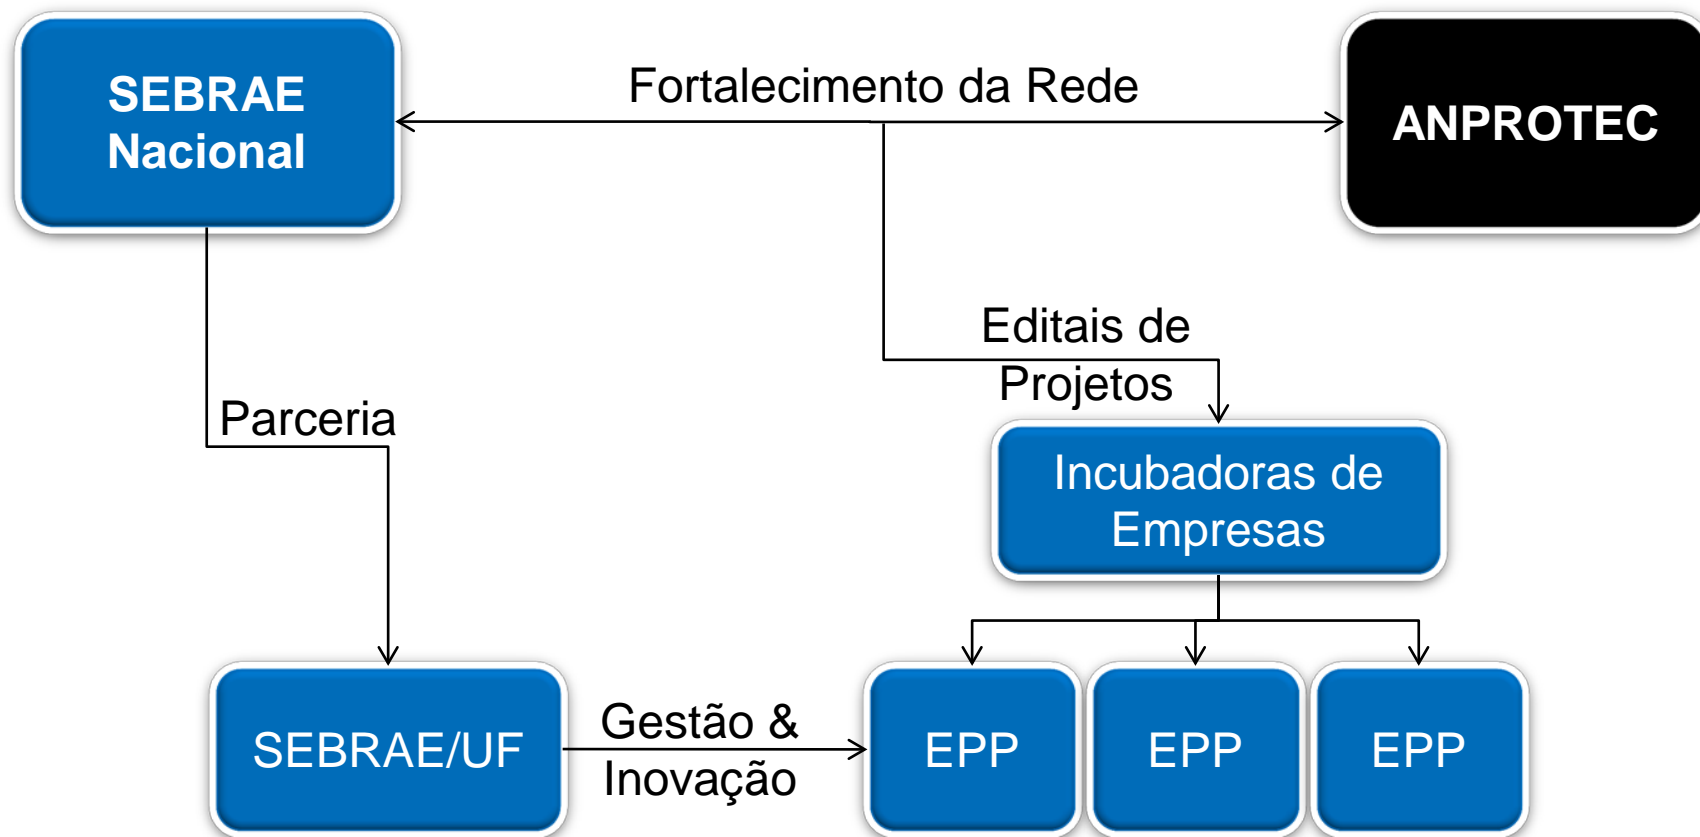 SEBRAE
Nacional
Fortalecimento da Rede
ANPROTEC
Editais de
Projetos
Parceria
Incubadoras de
Empresas
SEBRAE/UF
Gestão &
Inovação
EPP
EPP
EPP